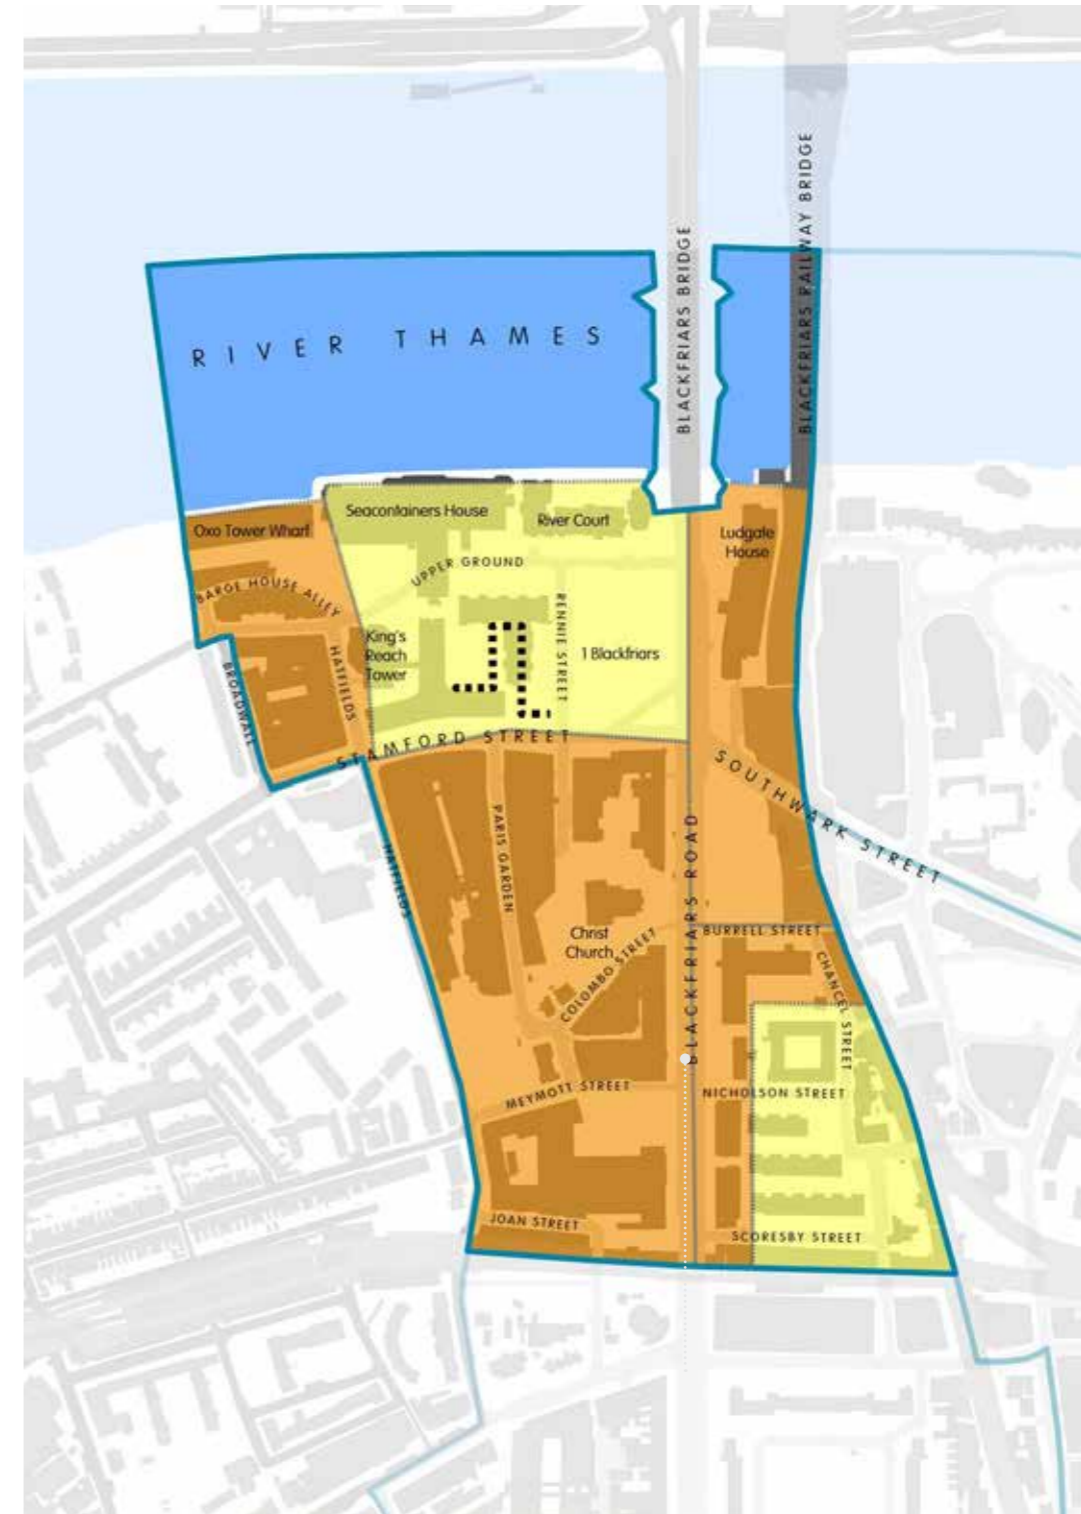 BLACKFRIARS BRIDGE
BLACKFRIARS RAILWAY BRIDGE
RIVER THAMES
Oxo Tower Wharf
Seacontainers House
River Court
Ludgate
House
UPPER GROUND
BARGE HOUSE ALLEY
RENNIE STREET
King's
Reach
Tower
1 Blackfriars
HATFIELDS
BROADWALL
STAMFORD STREET
SOUTHWARK STREET
PARIS GARDEN
HATFIELDS
BLACKFRIARS ROAD
Christ
Church
COLOMBO STREET
BURRELL STREET
CHANCEL STREET
MEYMOTT STREET
NICHOLSON STREET
JOAN STREET
SCORESBY STREET